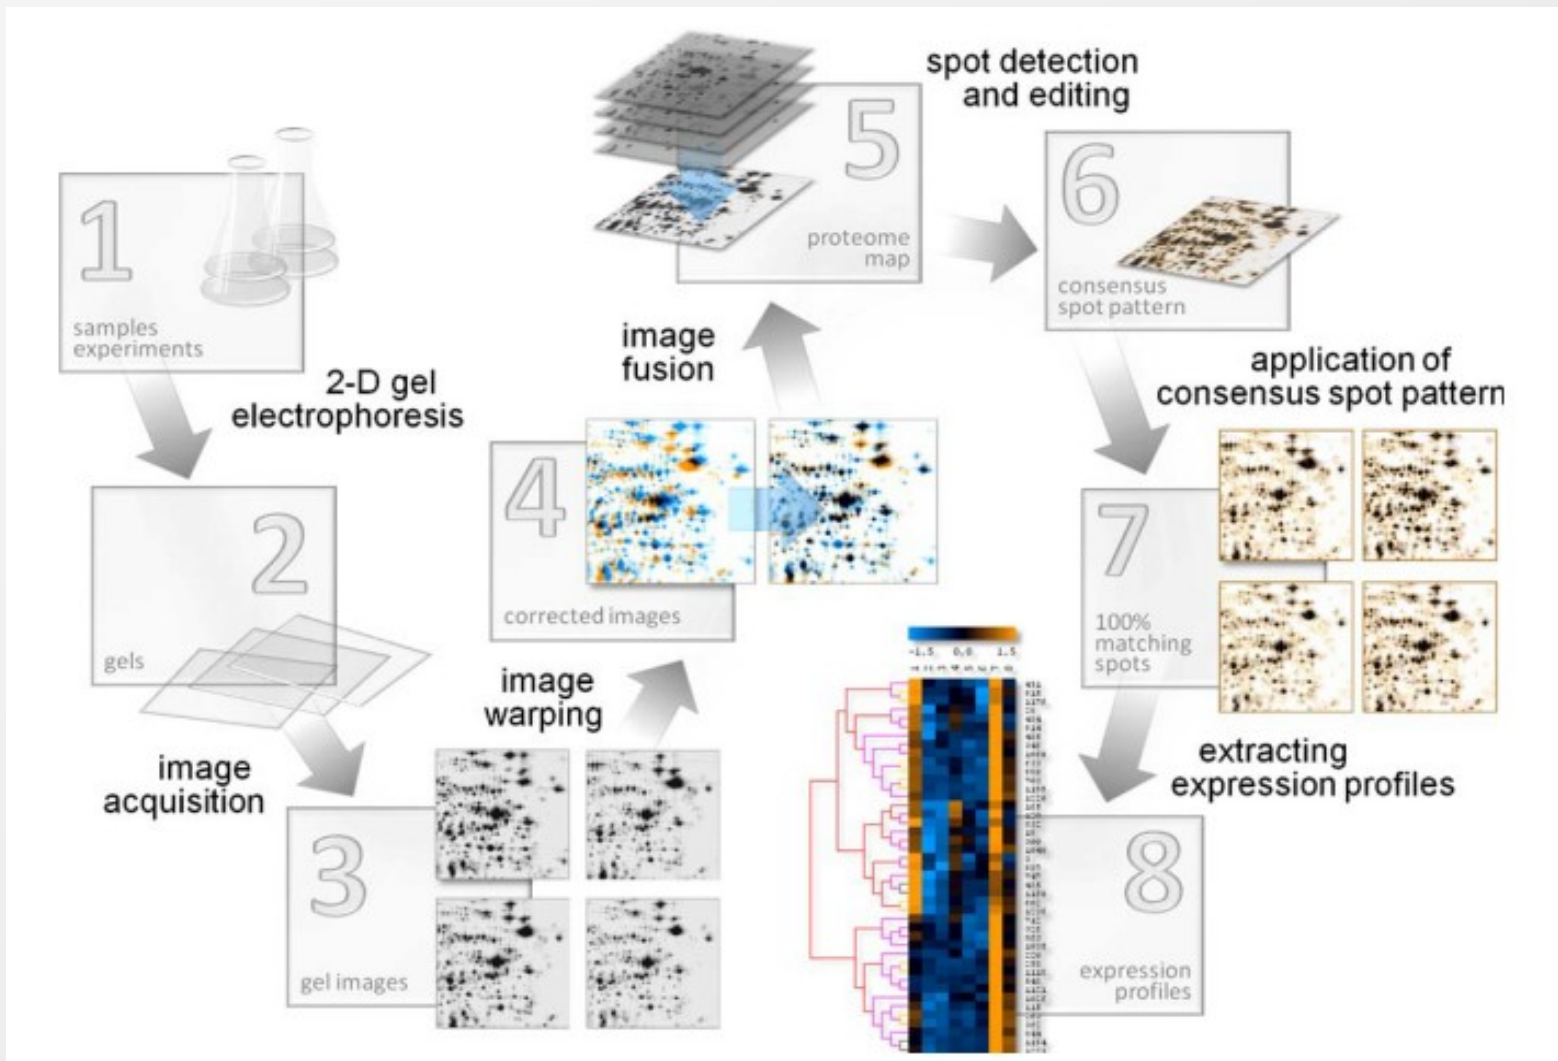 1
samples
experiments
2-D gel
electrophoresis
2
gels
image
acquisition
3
gel images
image
warping
4
corrected images
image
fusion
5
proteome
map
spot detection
and editing
6
consensus
spot pattern
application of
consensus spot pattern
7
100%
matching
spots
extracting
expression profiles
8
expression
profiles
-1.5 0.0 1.5